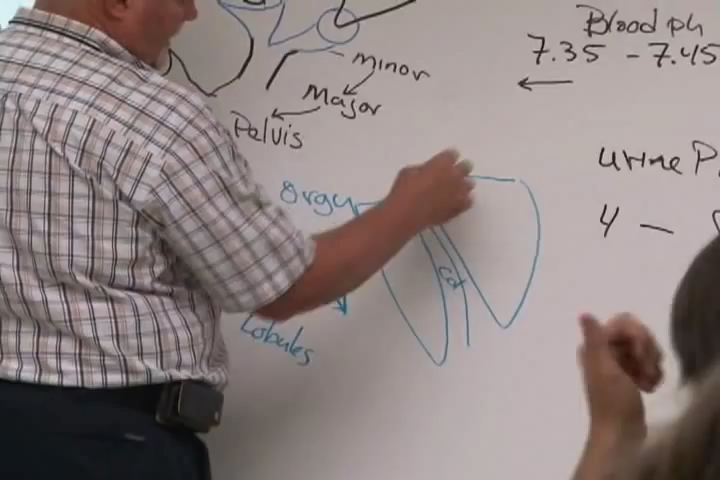 Blood pH
7.35 - 7.45
minor
major
Pelvis
urine P
4 —
Lobules